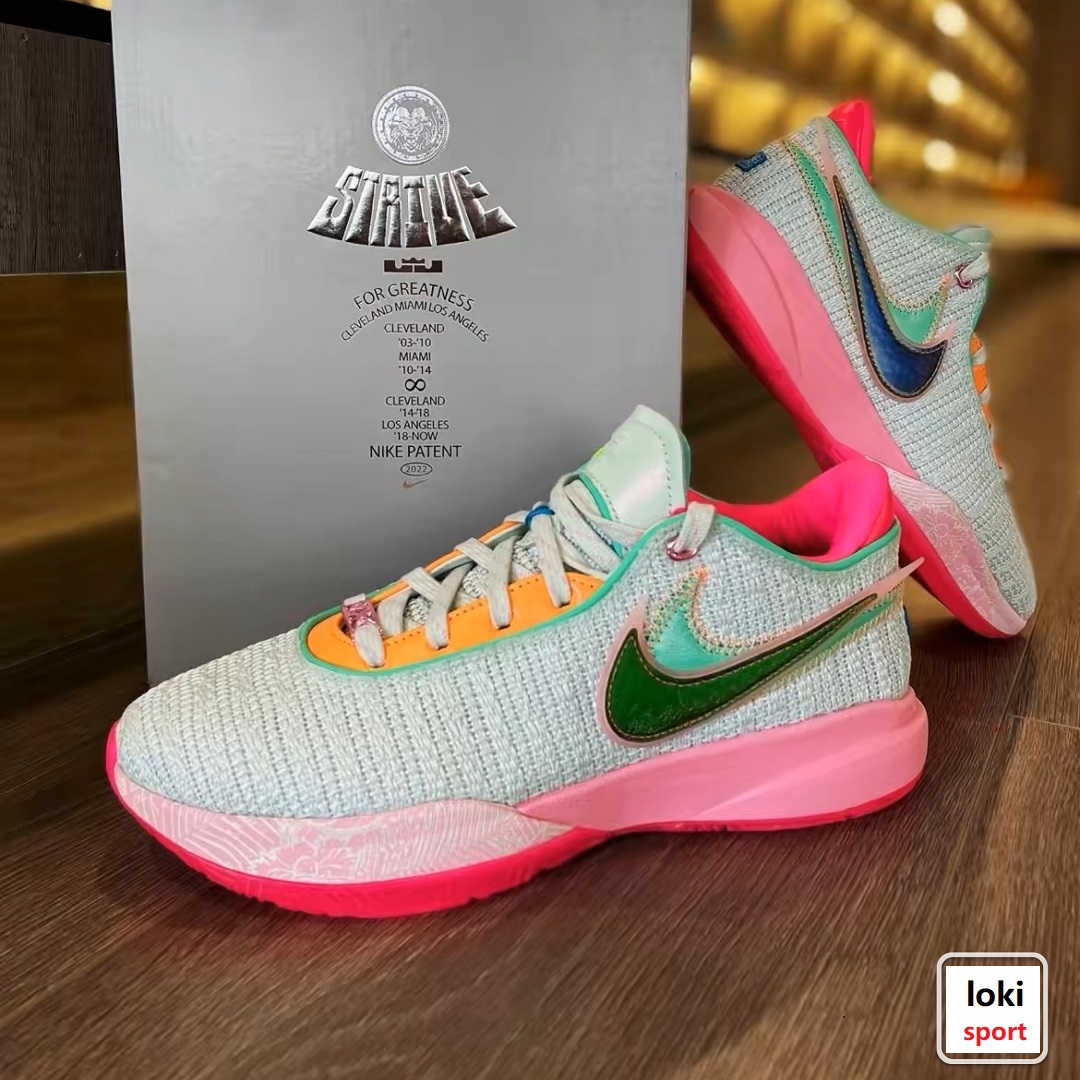 STRIVE
FOR GREATNESS
CLEVELAND MIAMI LOS ANGELES
CLEVELAND
'03-'10
MIAMI
'10-'14
∞
CLEVELAND
'14-18
LOS ANGELES
'18-NOW
NIKE PATENT
2022
loki
sport